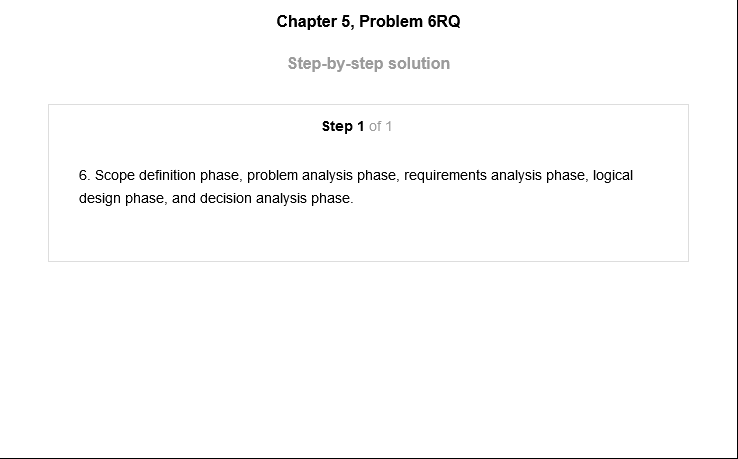 Chapter 5, Problem 6RQ
Step-by-step solution
Step 1 of 1
6. Scope definition phase, problem analysis phase, requirements analysis phase, logical
design phase, and decision analysis phase.